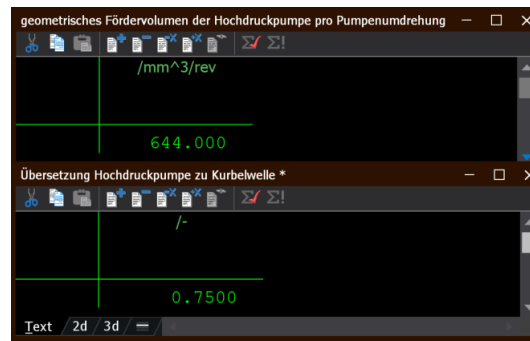 geometrisches Fördervolumen der Hochdruckpumpe pro Pumpenumdrehung
/mm^3/rev
644.000
Übersetzung Hochdruckpumpe zu Kurbelwelle *
/-
0.7500
Text 2d 3d